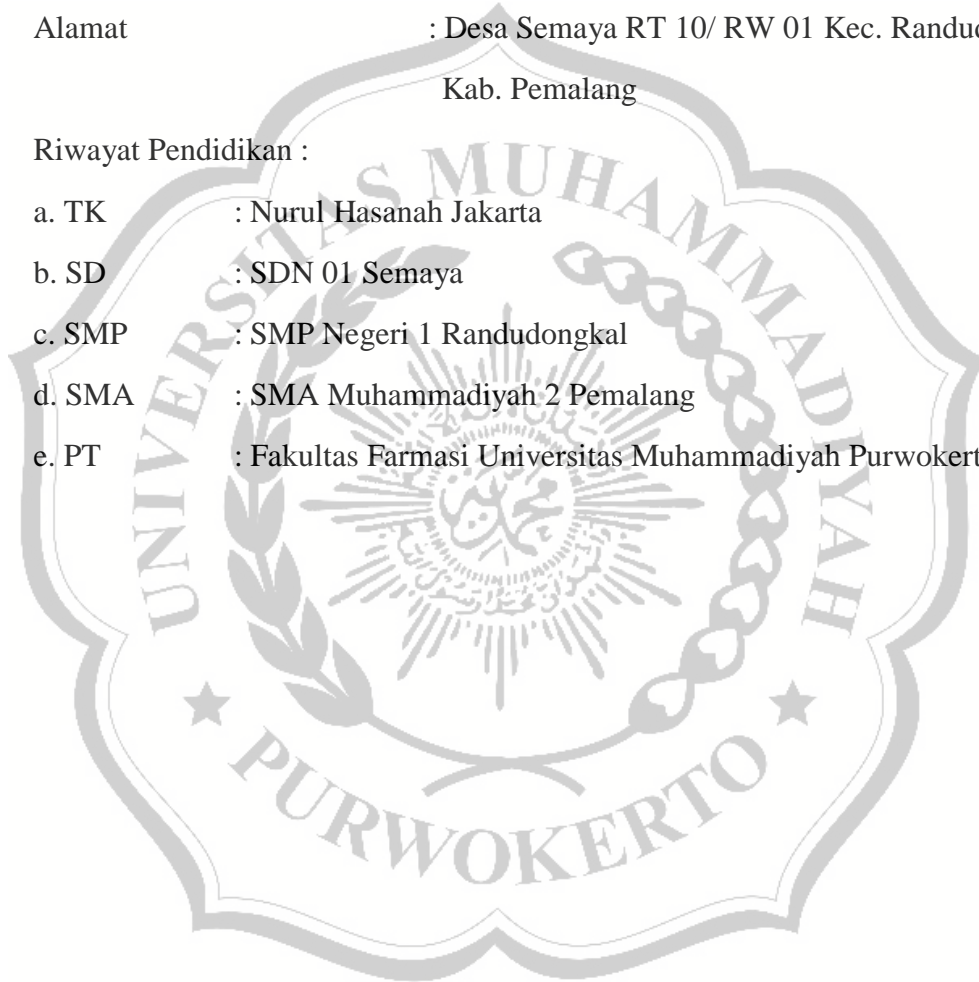 Alamat : Desa Semaya RT 10/ RW 01 Kec. Randud
Kab. Pemalang
Riwayat Pendidikan :
a. TK : Nurul Hasanah Jakarta
b. SD : SDN 01 Semaya
c. SMP : SMP Negeri 1 Randudongkal
d. SMA : SMA Muhammadiyah 2 Pemalang
e. PT : Fakultas Farmasi Universitas Muhammadiyah Purwokert
UNIVERSITAS MUHAMMADIYAH
PURWOKERTO